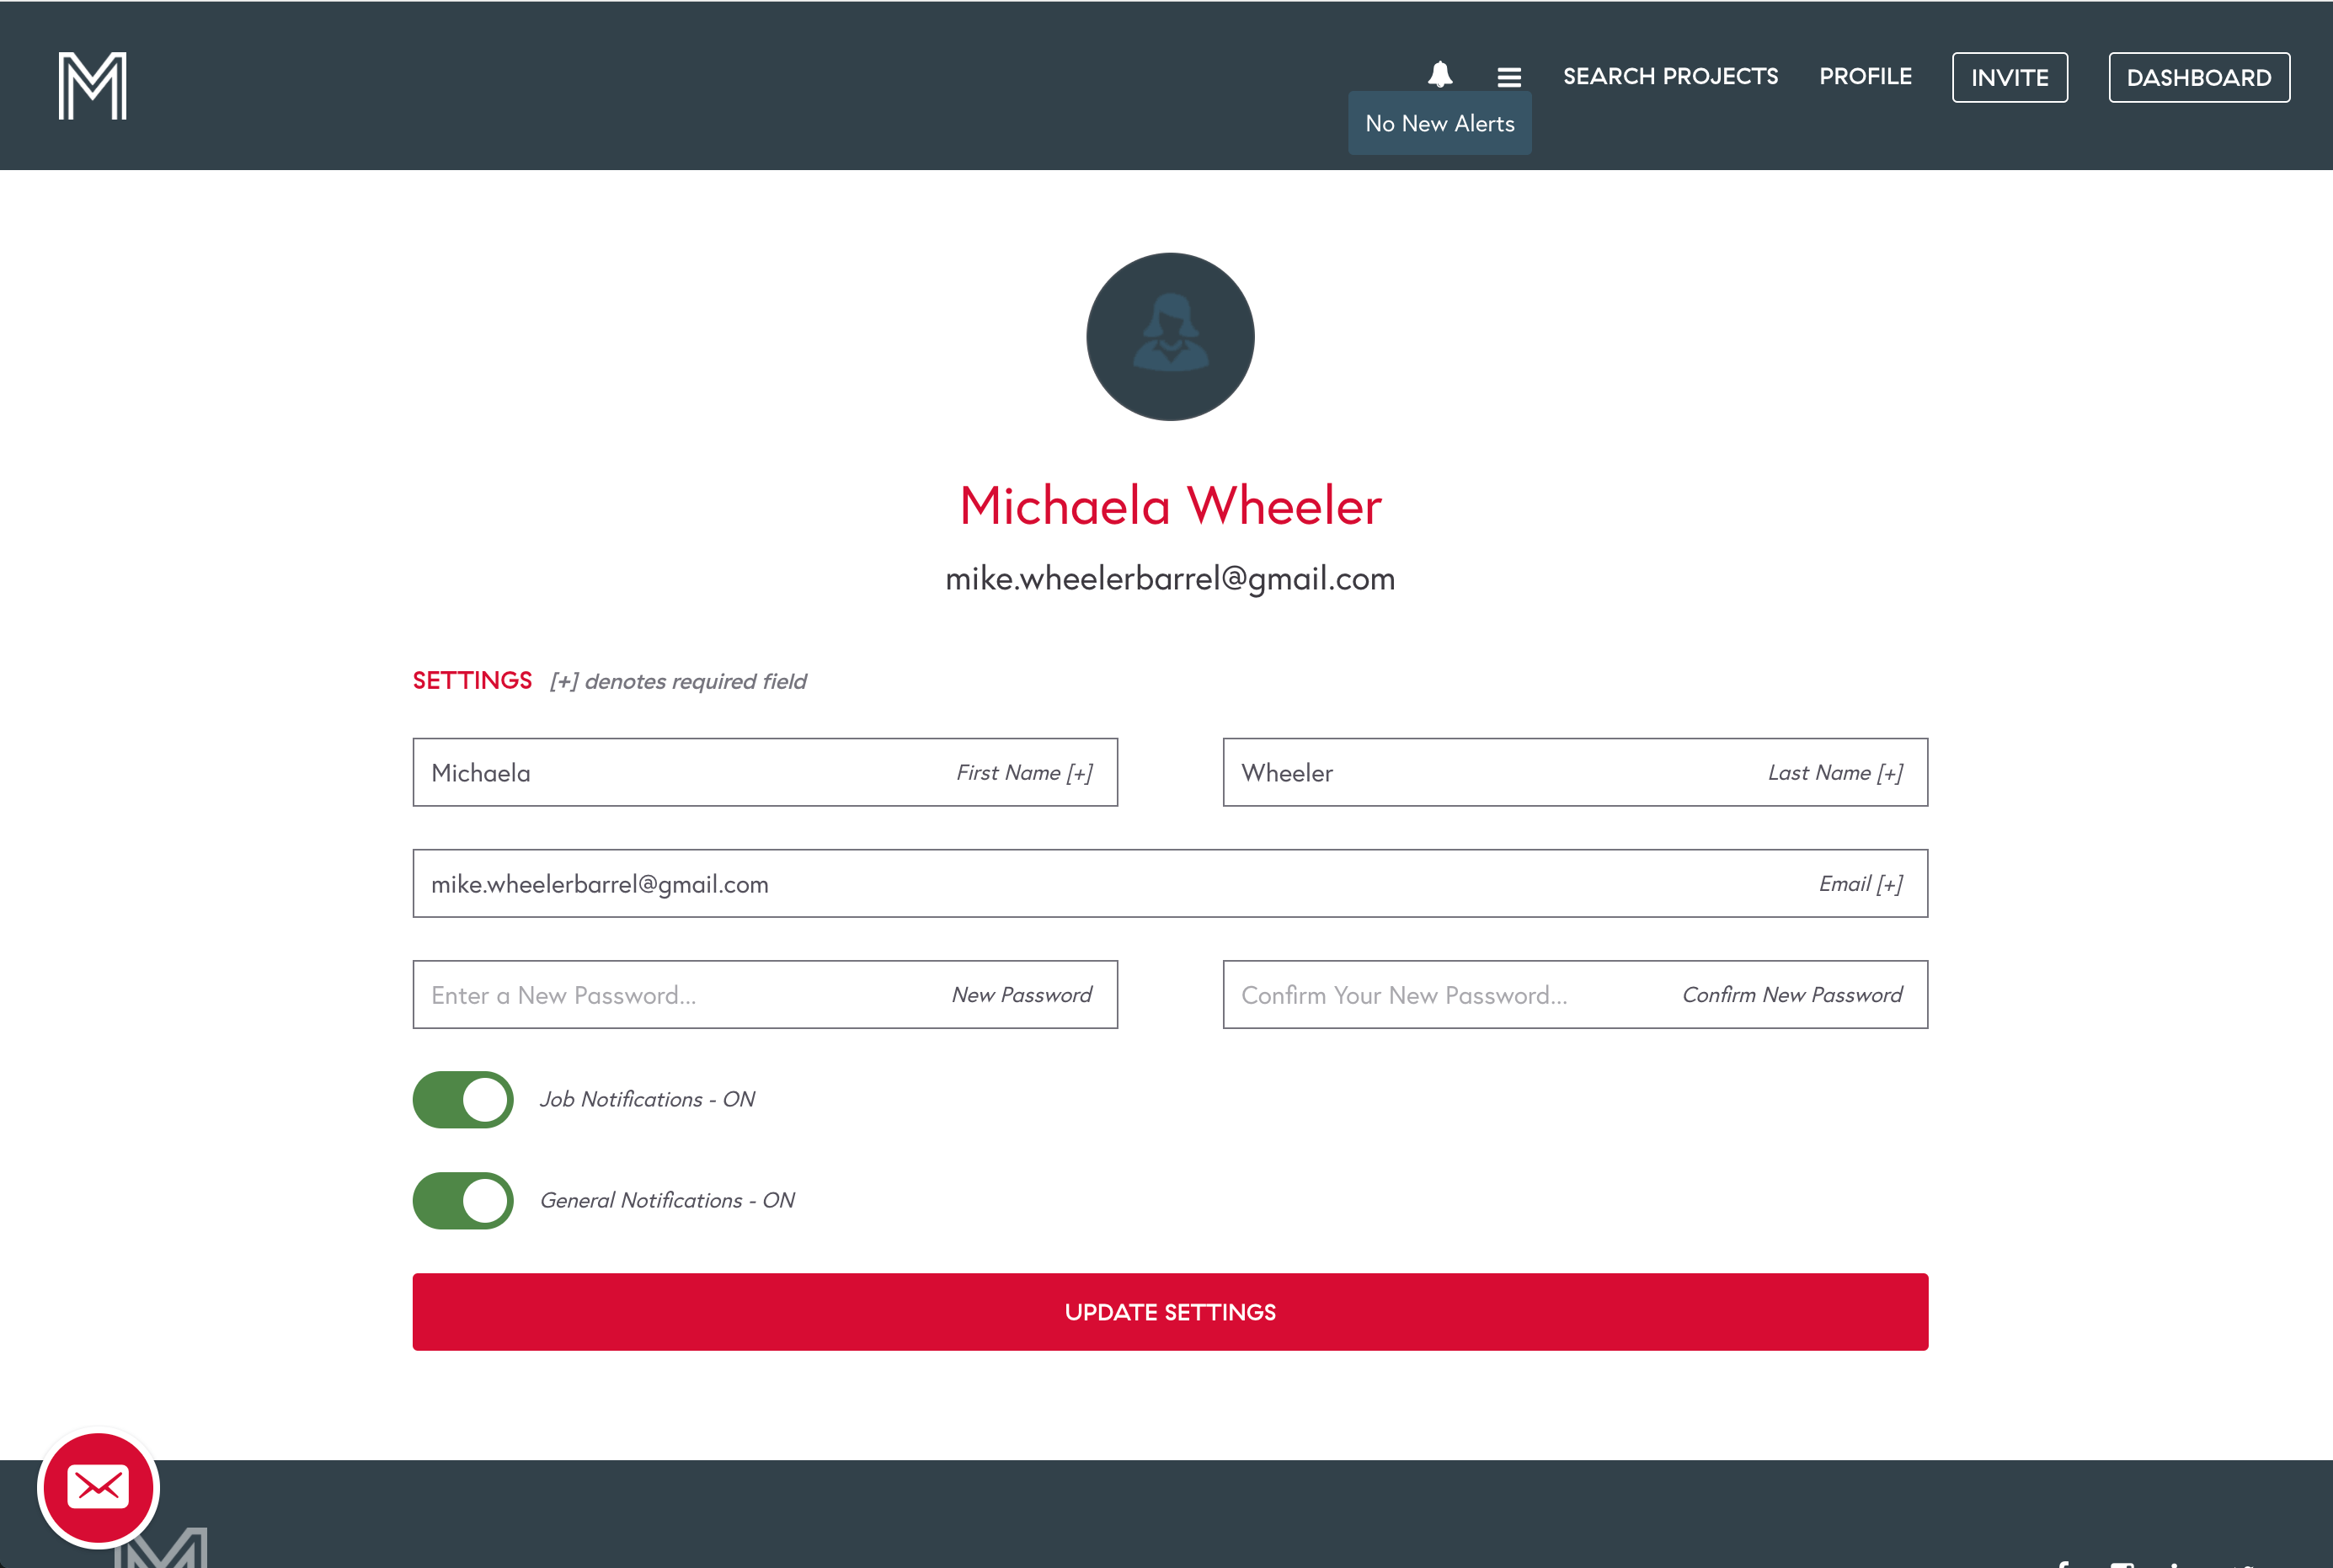 M
SEARCH PROJECTS PROFILE INVITE DASHBOARD
No New Alerts
Michaela Wheeler
mike.wheelerbarrel@gmail.com
SETTINGS [+] denotes required field
Michaela First Name [+] Wheeler Last Name [+]
mike.wheelerbarrel@gmail.com Email [+]
Enter a New Password... New Password Confirm Your New Password... Confirm New Password
Job Notifications - ON
General Notifications - ON
UPDATE SETTINGS
M